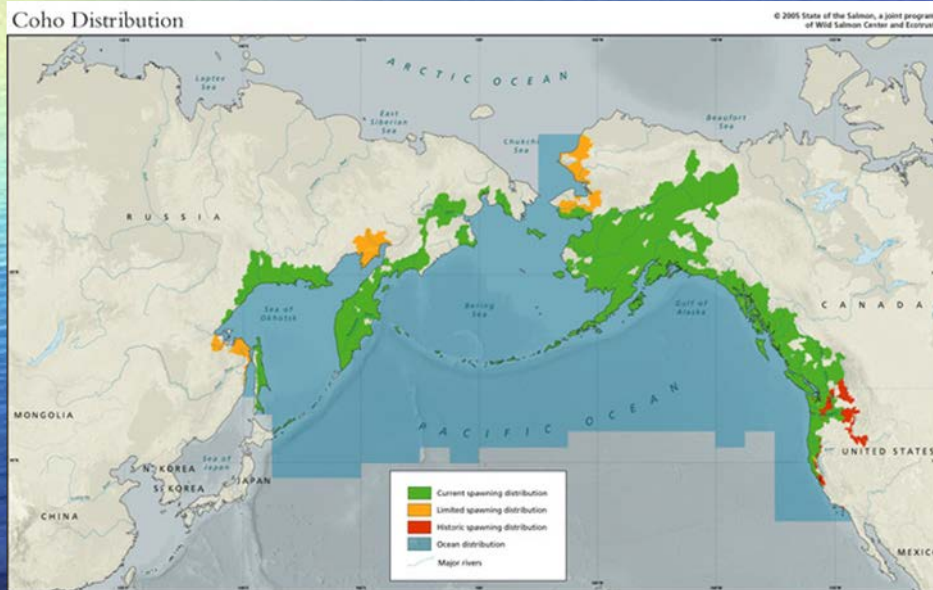 Coho Distribution
© 2005 State of the Salmon, a joint program
of Wild Salmon Center and Ecotrust
ARCTIC OCEAN
Laptev
Sea
East
Siberian
Sea
Chukchi
Sea
Beaufort
Sea
RUSSIA
Sea of
Okhotsk
Bering
Sea
Gulf of
Alaska
CANADA
MONGOLIA
PACIFIC OCEAN
UNITED STATES
N. KOREA
Sea of
Japan
S. KOREA
JAPAN
CHINA
MEXICO
Current spawning distribution
Limited spawning distribution
Historic spawning distribution
Ocean distribution
Major rivers